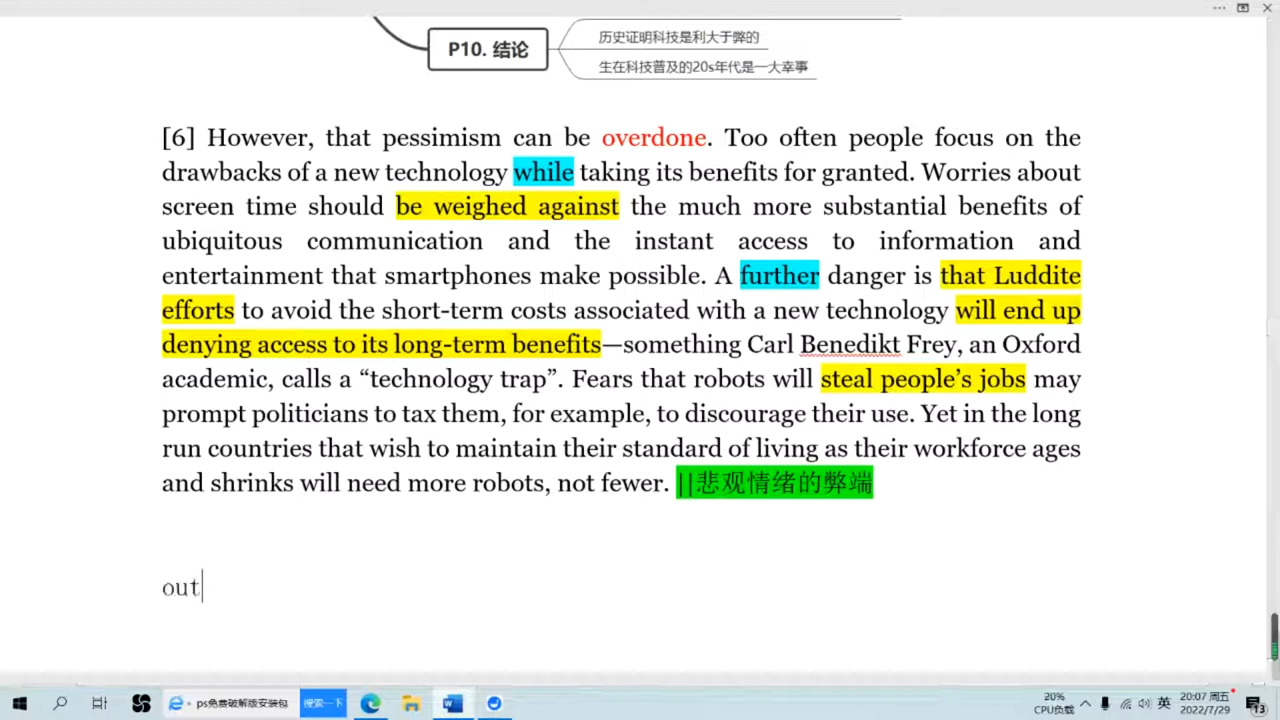 历史证明科技是利大于弊的
P10. 结论
生在科技普及的20s年代是一大幸事
[6] However, that pessimism can be overdone. Too often people focus on the
drawbacks of a new technology while taking its benefits for granted. Worries about
screen time should be weighed against the much more substantial benefits of
ubiquitous communication and the instant access to information and
entertainment that smartphones make possible. A further danger is that Luddite
efforts to avoid the short-term costs associated with a new technology will end up
denying access to its long-term benefits—something Carl Benedikt Frey, an Oxford
academic, calls a “technology trap”. Fears that robots will steal people’s jobs may
prompt politicians to tax them, for example, to discourage their use. Yet in the long
run countries that wish to maintain their standard of living as their workforce ages
and shrinks will need more robots, not fewer. ||悲观情绪的弊端
out
ps免费破解版安装包 搜索一下
20%
CPU负载
英
20:07 周五
2022/7/29
13